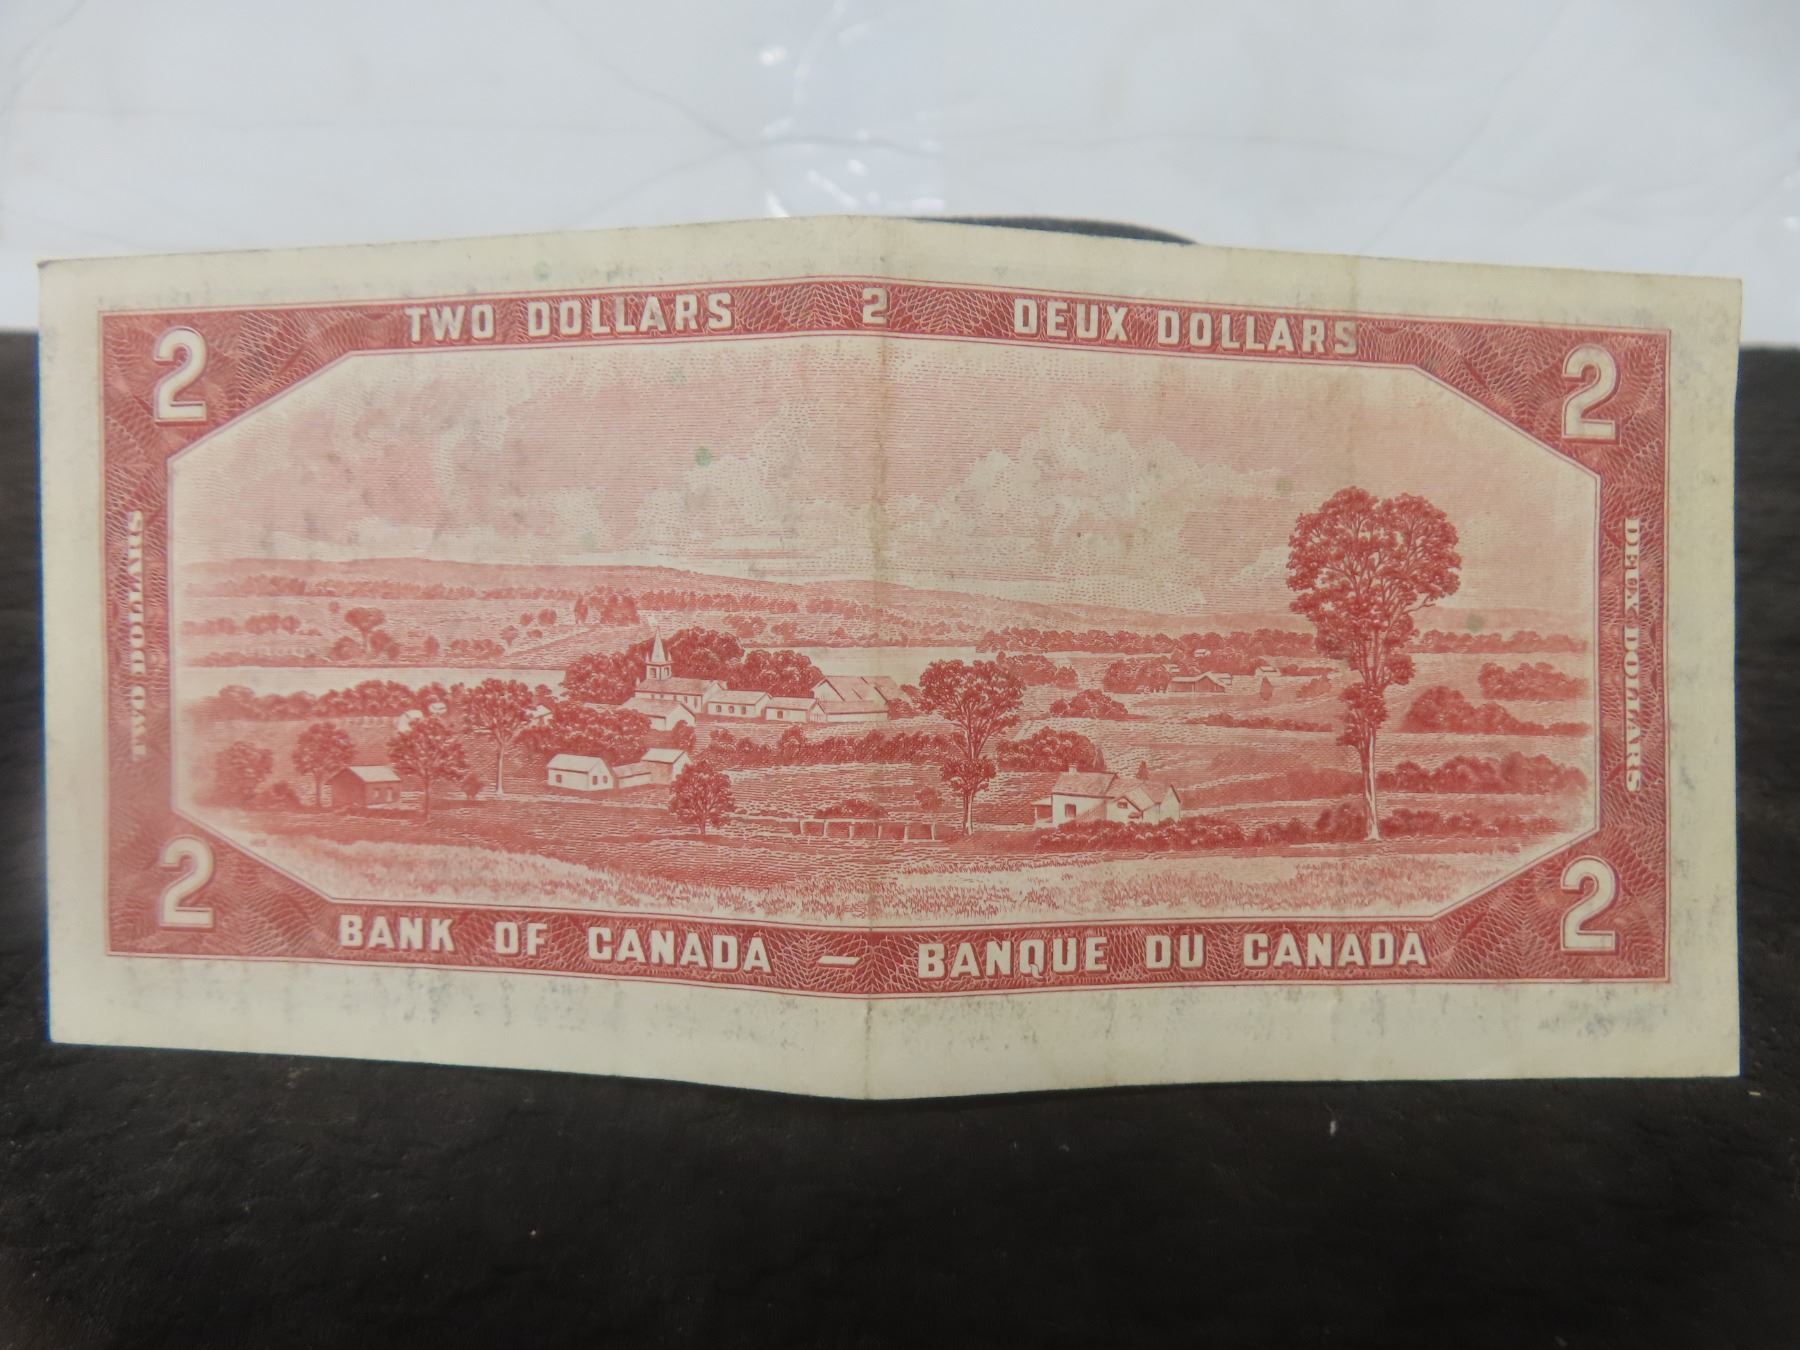 TWO DOLLARS 2 DEUX DOLLARS
2 2
TWO DOLLARS
DEUX DOLLARS
2 2
BANK OF CANADA — BANQUE DU CANADA